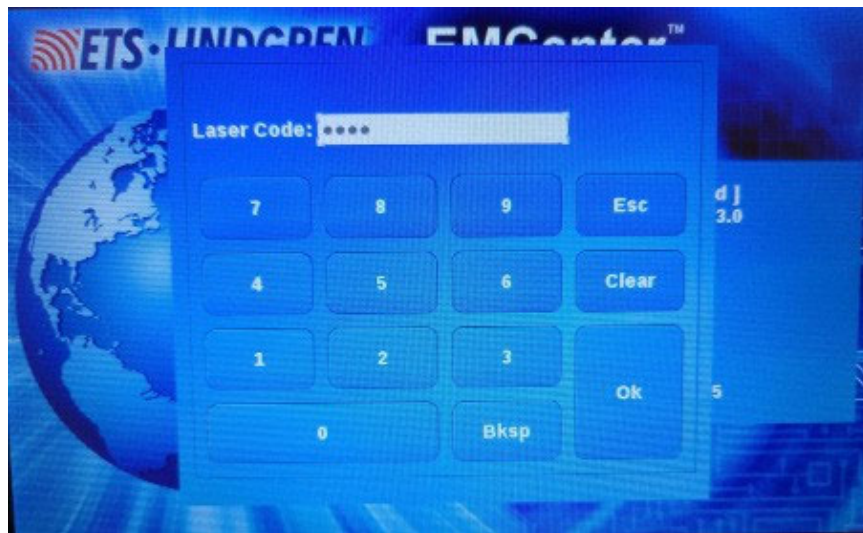 ETS·LINDGREN EMCenter™
Laser Code: ••••
7 8 9 Esc
d ]
3.0
4 5 6 Clear
1 2 3
Ok 5
0 Bksp